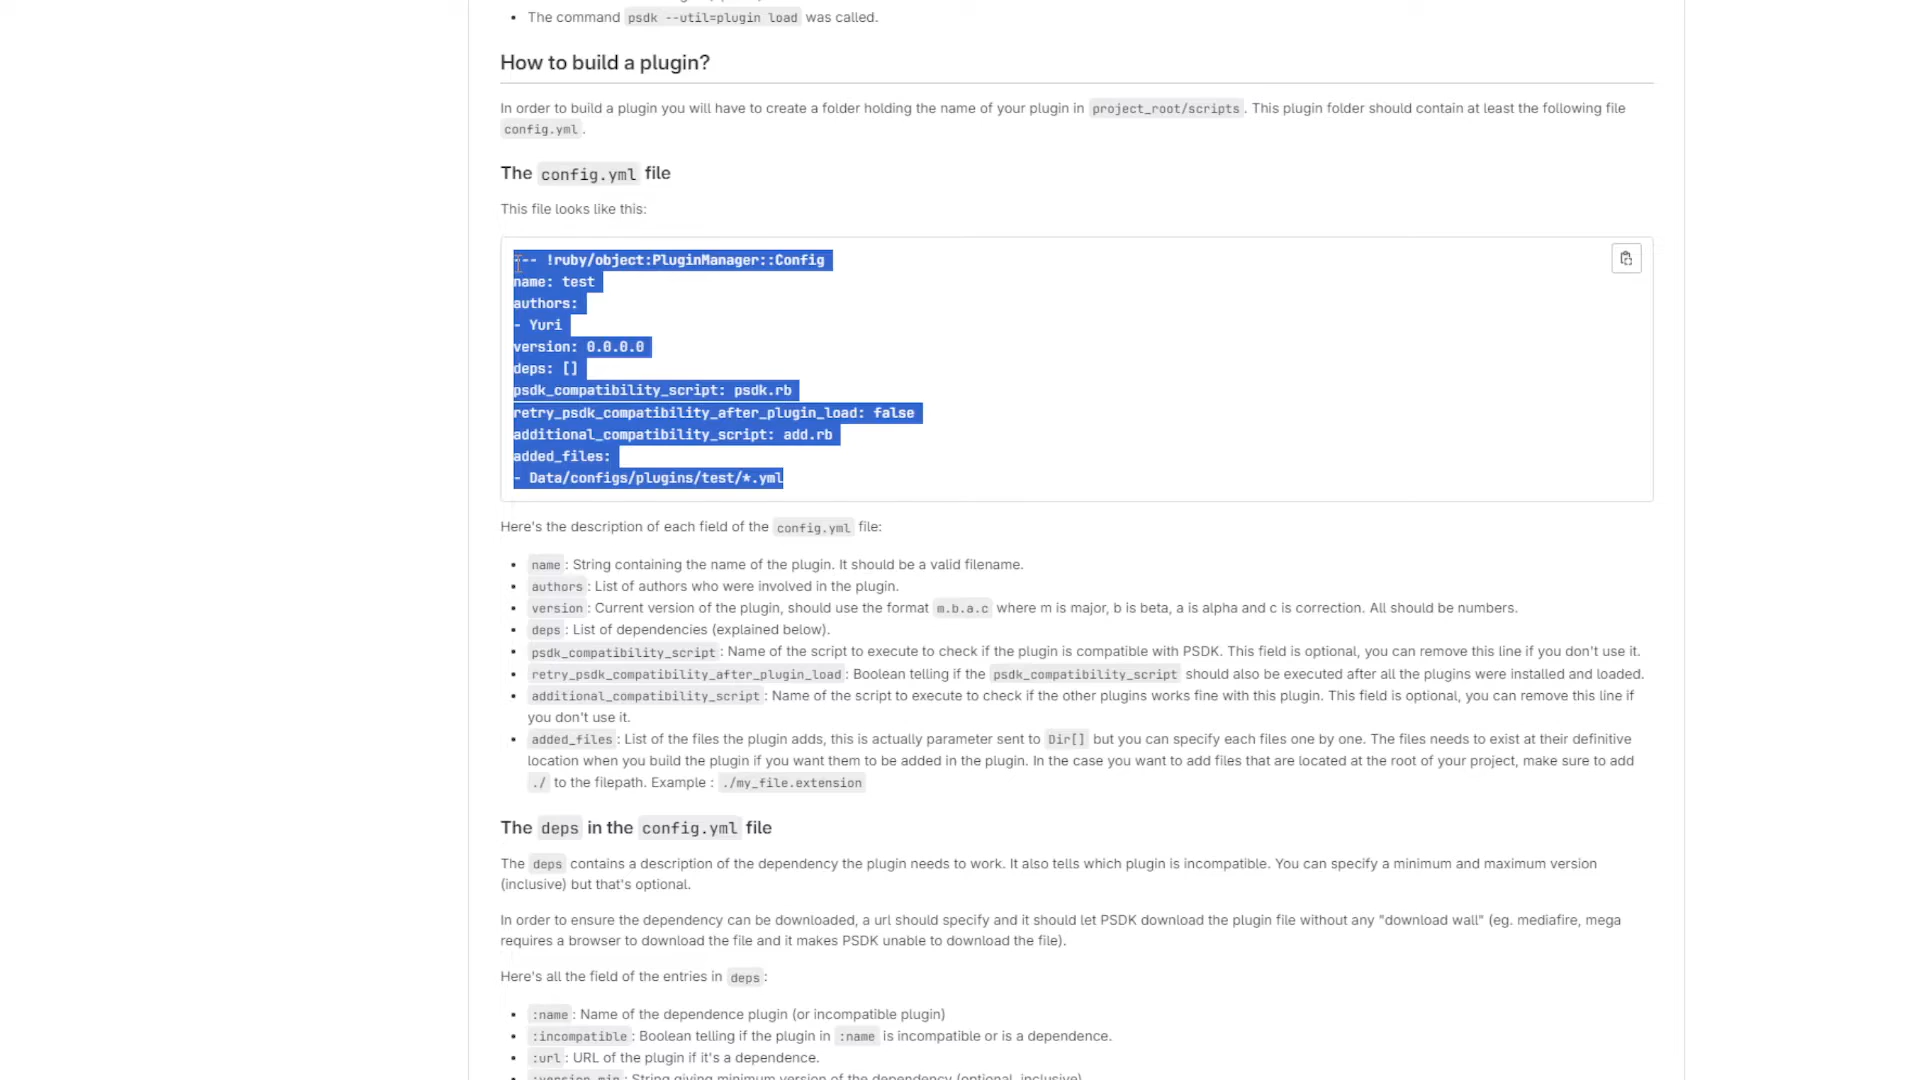 The command psdk --util=plugin load was called.
How to build a plugin?
In order to build a plugin you will have to create a folder holding the name of your plugin in project_root/scripts. This plugin folder should contain at least the following file
config.yml.
The config.yml file
This file looks like this:
--- !ruby/object:PluginManager::Config
name: test
authors:
- Yuri
version: 0.0.0.0
deps: []
psdk_compatibility_script: psdk.rb
retry_psdk_compatibility_after_plugin_load: false
additional_compatibility_script: add.rb
added_files:
- Data/configs/plugins/test/*.yml
Here's the description of each field of the config.yml file:
name: String containing the name of the plugin. It should be a valid filename.
authors: List of authors who were involved in the plugin.
version: Current version of the plugin, should use the format m.b.a.c where m is major, b is beta, a is alpha and c is correction. All should be numbers.
deps: List of dependencies (explained below).
psdk_compatibility_script: Name of the script to execute to check if the plugin is compatible with PSDK. This field is optional, you can remove this line if you don't use it.
retry_psdk_compatibility_after_plugin_load: Boolean telling if the psdk_compatibility_script should also be executed after all the plugins were installed and loaded.
additional_compatibility_script: Name of the script to execute to check if the other plugins works fine with this plugin. This field is optional, you can remove this line if
you don't use it.
added_files: List of the files the plugin adds, this is actually parameter sent to Dir[] but you can specify each files one by one. The files needs to exist at their definitive
location when you build the plugin if you want them to be added in the plugin. In the case you want to add files that are located at the root of your project, make sure to add
./ to the filepath. Example : ./my_file.extension
The deps in the config.yml file
The deps contains a description of the dependency the plugin needs to work. It also tells which plugin is incompatible. You can specify a minimum and maximum version
(inclusive) but that's optional.
In order to ensure the dependency can be downloaded, a url should specify and it should let PSDK download the plugin file without any "download wall" (eg. mediafire, mega
requires a browser to download the file and it makes PSDK unable to download the file).
Here's all the field of the entries in deps:
:name: Name of the dependence plugin (or incompatible plugin)
:incompatible: Boolean telling if the plugin in :name is incompatible or is a dependence.
:url: URL of the plugin if it's a dependence.
:version_min: String giving minimum version of the dependency (optional, inclusive)